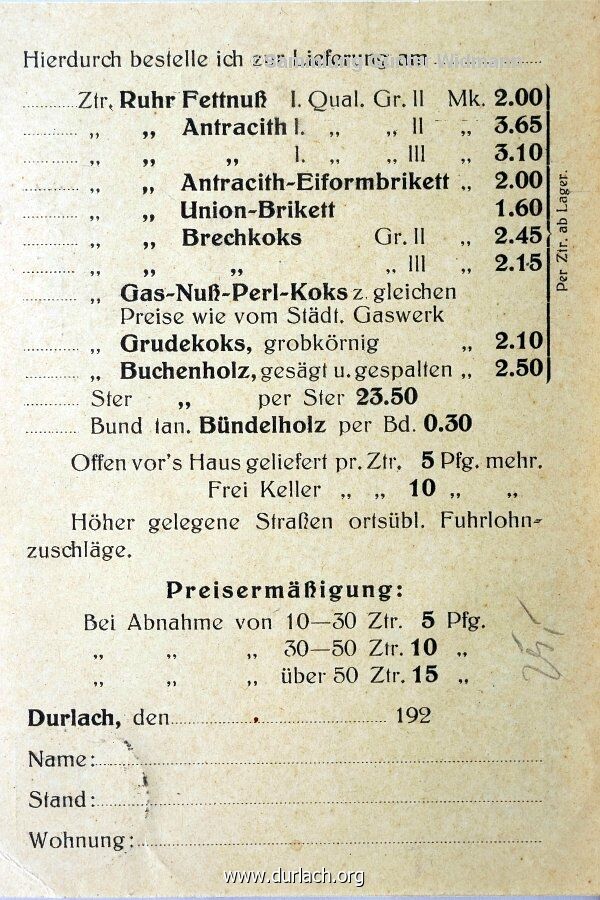 Hierdurch bestelle ich zur Lieferung am
Sammlung Günter Widmann
Ztr. Ruhr Fettnuß I. Qual. Gr. II Mk. 2.00
„ „ Antracith I. „ „ II „ 3.65
„ „ „ I. „ „ III „ 3.10
„ „ Antracith-Eiformbrikett „ 2.00
„ „ Union-Brikett 1.60
„ „ Brechkoks Gr. II „ 2.45
„ „ „ „ III „ 2.15
Per Ztr. ab Lager.
„ Gas-Nuß-Perl-Koks z. gleichen
Preise wie vom Städt. Gaswerk
„ Grudekoks, grobkörnig „ 2.10
„ Buchenholz, gesägt u. gespalten „ 2.50
Ster „ per Ster 23.50
Bund tan. Bündelholz per Bd. 0.30
Offen vor's Haus geliefert pr. Ztr. 5 Pfg. mehr.
Frei Keller „ „ 10 „ „
Höher gelegene Straßen ortsübl. Fuhrlohn-
zuschläge.
Preisermäßigung:
Bei Abnahme von 10—30 Ztr. 5 Pfg.
„ „ „ 30—50 Ztr. 10 „
„ „ „ über 50 Ztr. 15 „
Durlach, den 192
Name:
Stand:
Wohnung:
www.durlach.org